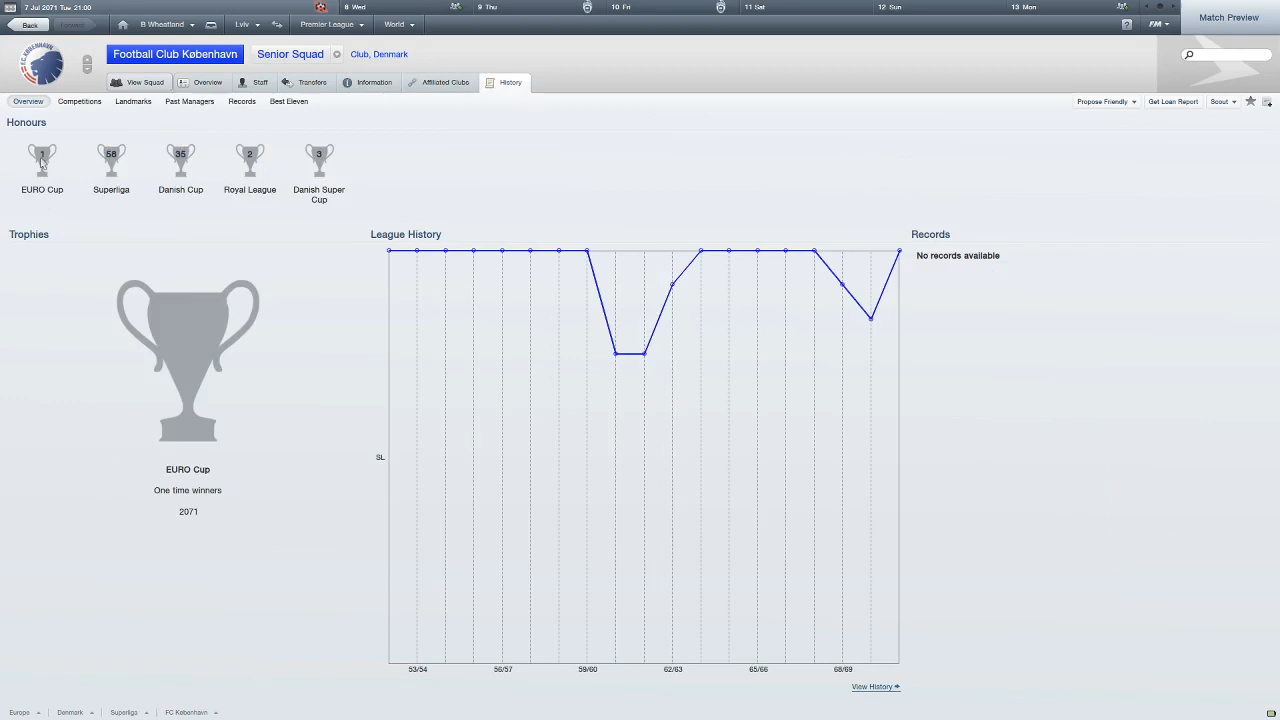 7 Jul 2071 Tue 21:00
8 Wed
9 Thu
10 Fri
11 Sat
12 Sun
13 Mon
Match Preview
Back
Forward
B Wheatland
Lviv
Premier League
World
?
FM
Football Club København
Senior Squad
Club, Denmark
View Squad
Overview
Staff
Transfers
Information
Affiliated Clubs
History
Overview
Competitions
Landmarks
Past Managers
Records
Best Eleven
Propose Friendly
Get Loan Report
Scout
Honours
1
58
35
2
3
EURO Cup
Superliga
Danish Cup
Royal League
Danish Super Cup
Trophies
League History
Records
No records available
SL
EURO Cup
One time winners
2071
53/54
56/57
59/60
62/63
65/66
68/69
View History
Europe
Denmark
Superliga
FC København